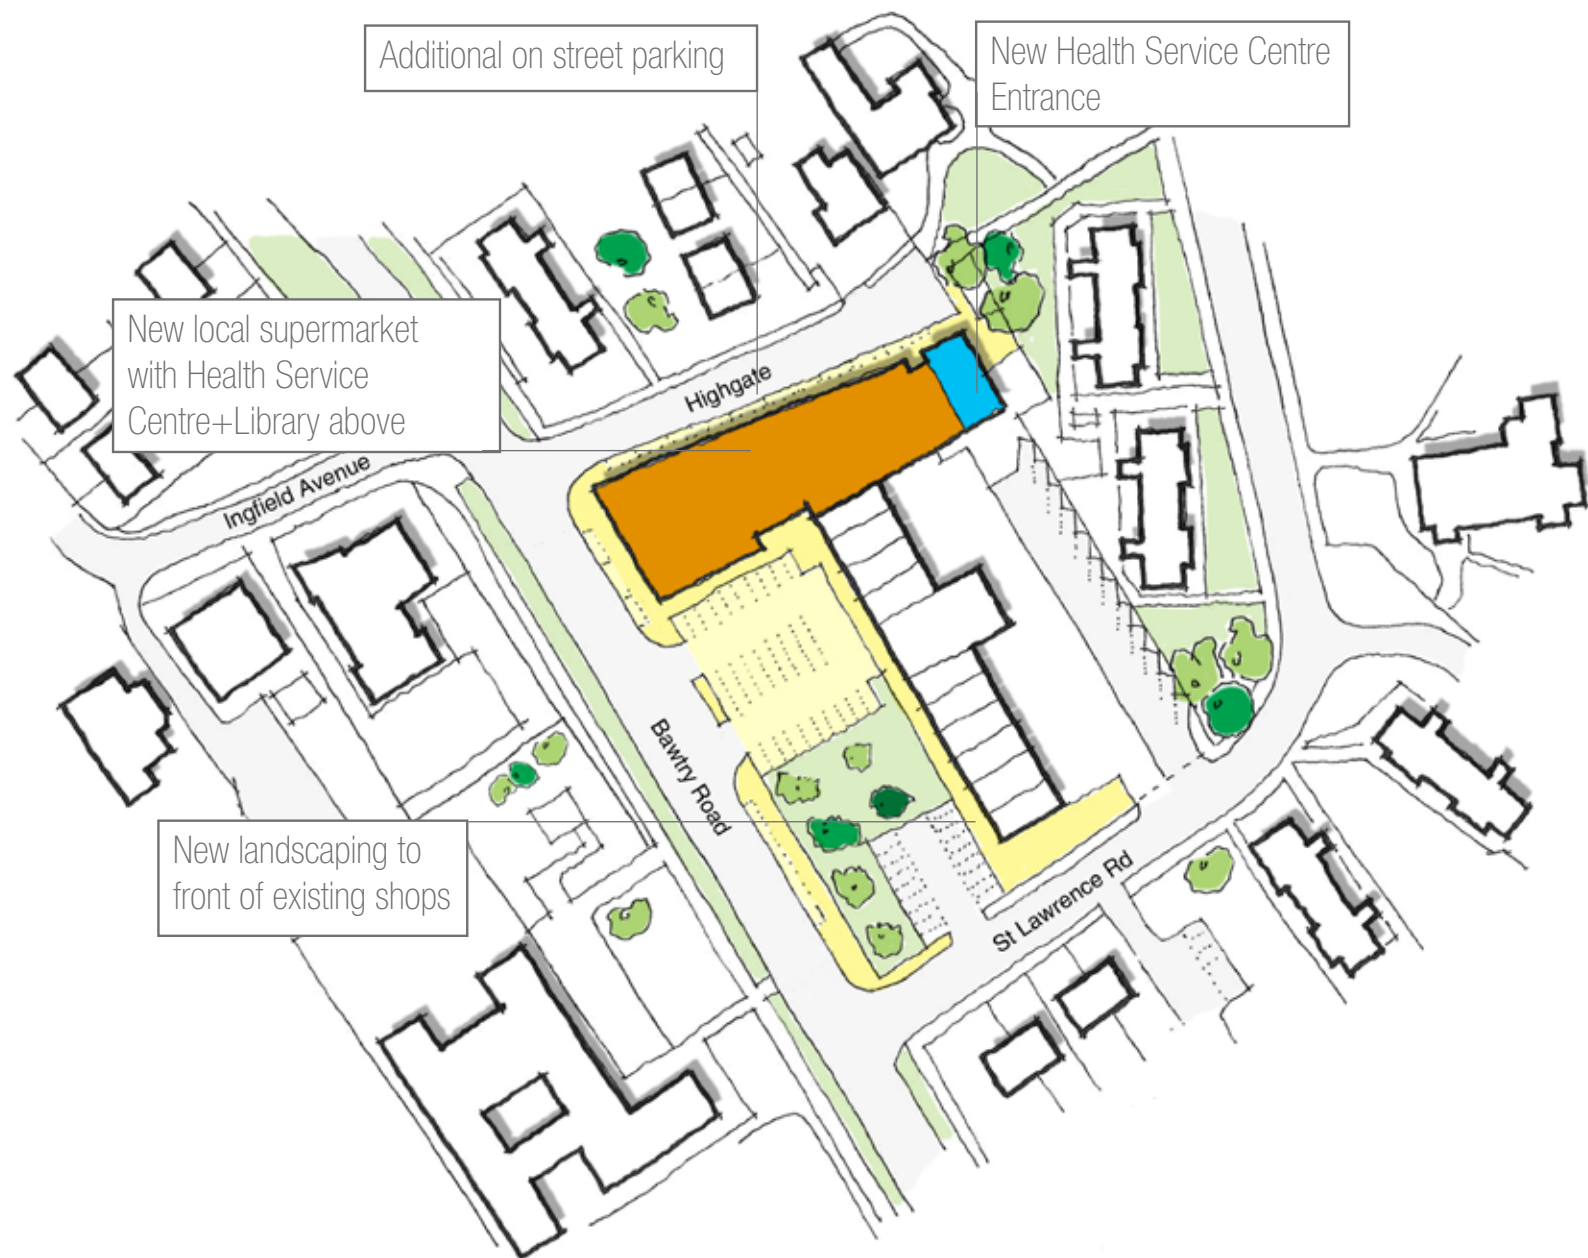 Additional on street parking
New Health Service Centre
Entrance
New local supermarket
with Health Service
Centre+Library above
Highgate
Ingfield Avenue
Bawtry Road
New landscaping to
front of existing shops
St Lawrence Rd